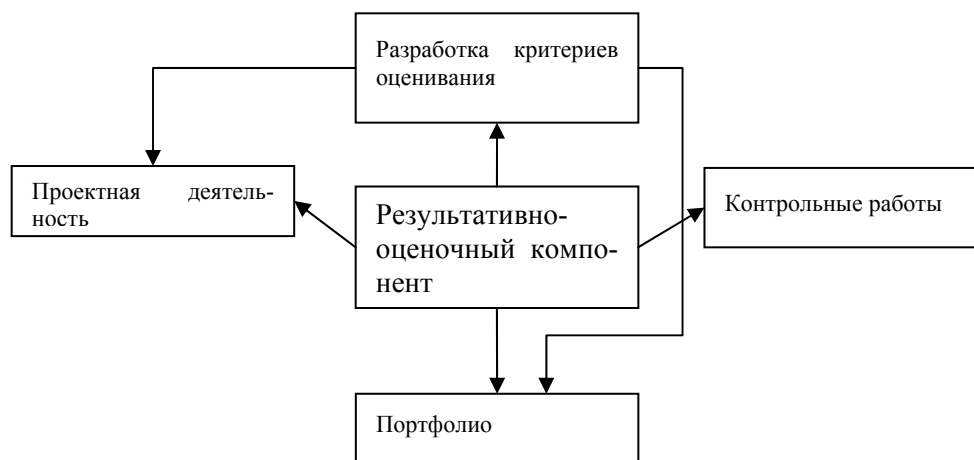 Разработка критериев
оценивания
Проектная деятель-
ность
Результативно-
оценочный компо-
нент
Контрольные работы
Портфолио